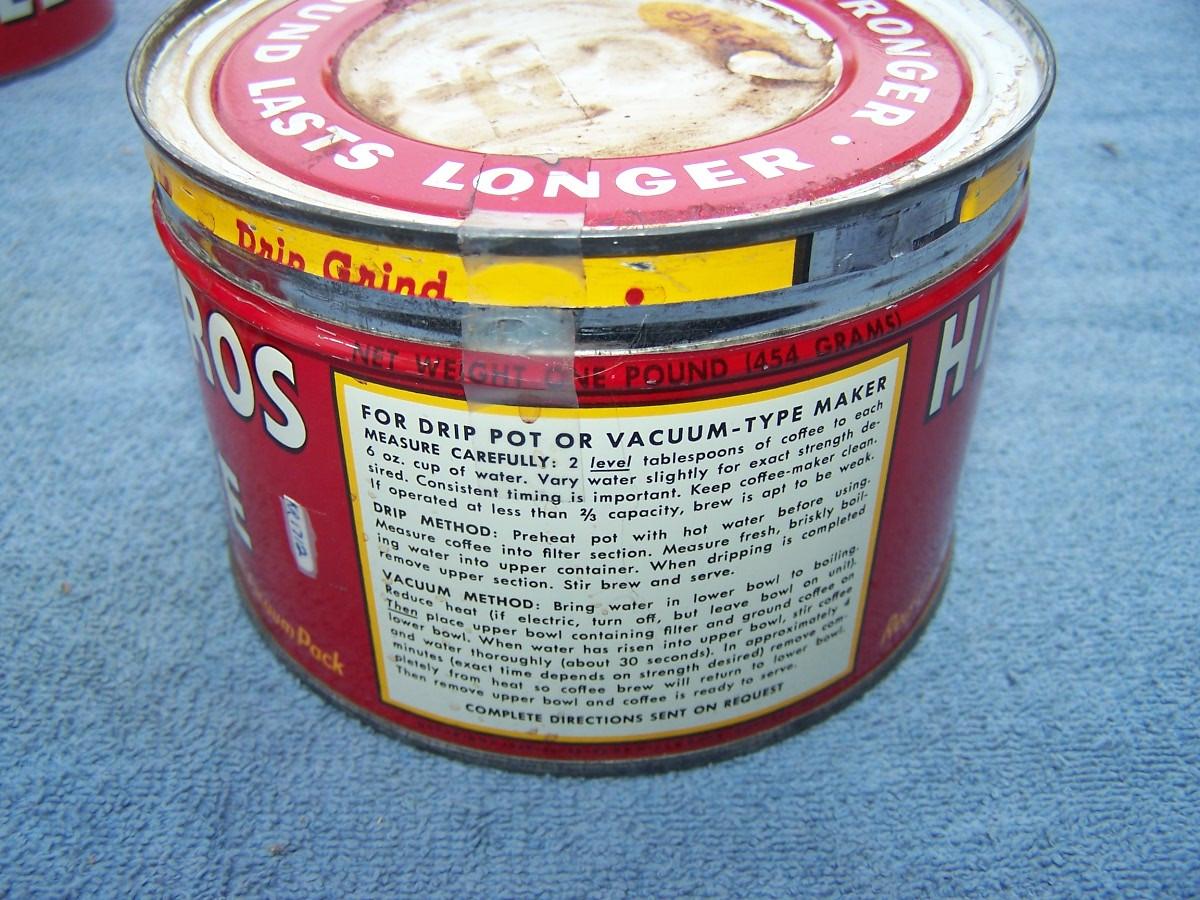 OUND LASTS LONGER •
RONGER
Drip Grind
NET WEIGHT ONE POUND (454 GRAMS)
ROS
HI
E
FOR DRIP POT OR VACUUM-TYPE MAKER
MEASURE CAREFULLY: 2 level tablespoons of coffee to each
6 oz. cup of water. Vary water slightly for exact strength de-
sired. Consistent timing is important. Keep coffee-maker clean.
If operated at less than ⅔ capacity, brew is apt to be weak.
DRIP METHOD: Preheat pot with hot water before using.
Measure coffee into filter section. Measure fresh, briskly boil-
ing water into upper container. When dripping is completed
remove upper section. Stir brew and serve.
VACUUM METHOD: Bring water in lower bowl to boiling.
Reduce heat (if electric, turn off, but leave bowl on unit).
Then place upper bowl containing filter and ground coffee on
lower bowl. When water has risen into upper bowl, stir coffee
and water thoroughly (about 30 seconds). In approximately 4
minutes (exact time depends on strength desired) remove com-
pletely from heat so coffee brew will return to lower bowl.
Then remove upper bowl and coffee is ready to serve.
COMPLETE DIRECTIONS SENT ON REQUEST
uum Pack